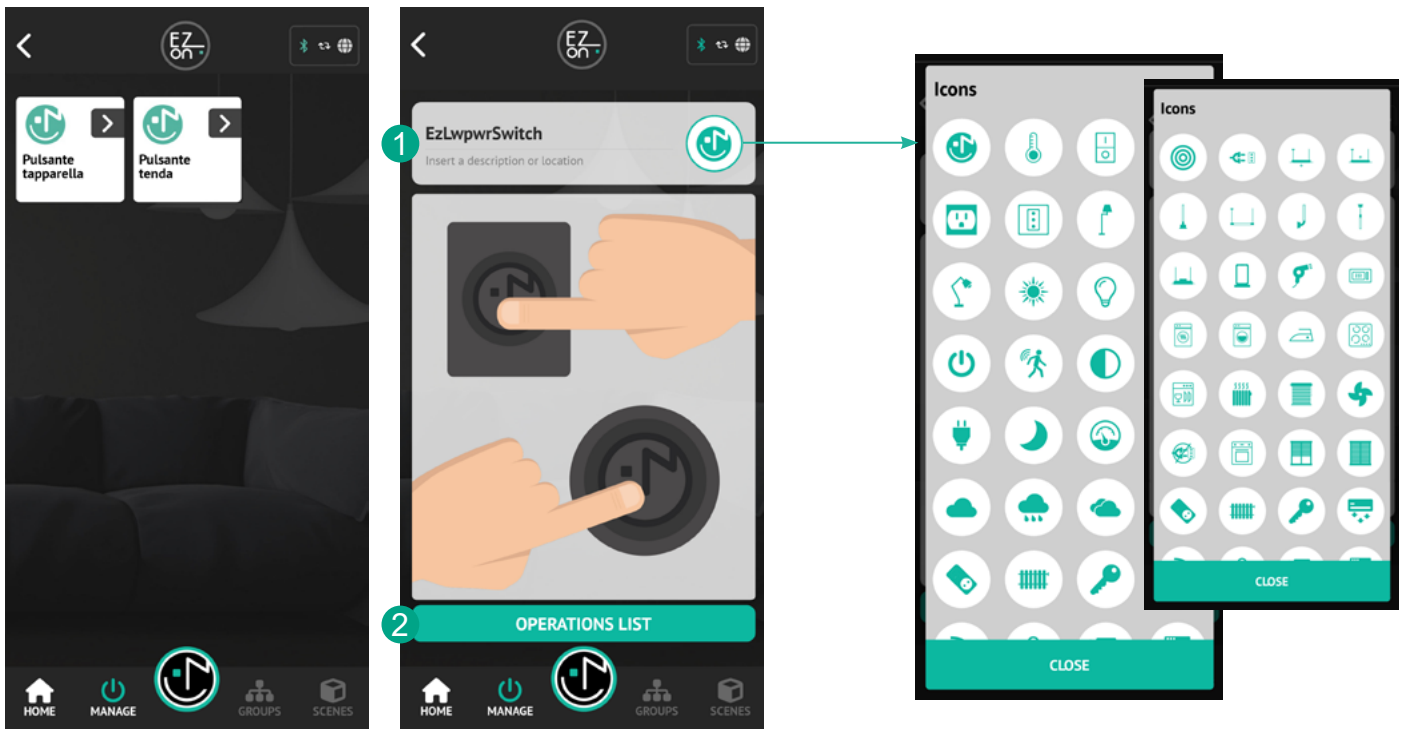 EZ
on
Pulsante
tapparella
Pulsante
tenda
HOME
MANAGE
GROUPS
SCENES
EZ
on
1
EzLwpwrSwitch
Insert a description or location
2
OPERATIONS LIST
HOME
MANAGE
GROUPS
SCENES
Icons
CLOSE
Icons
CLOSE